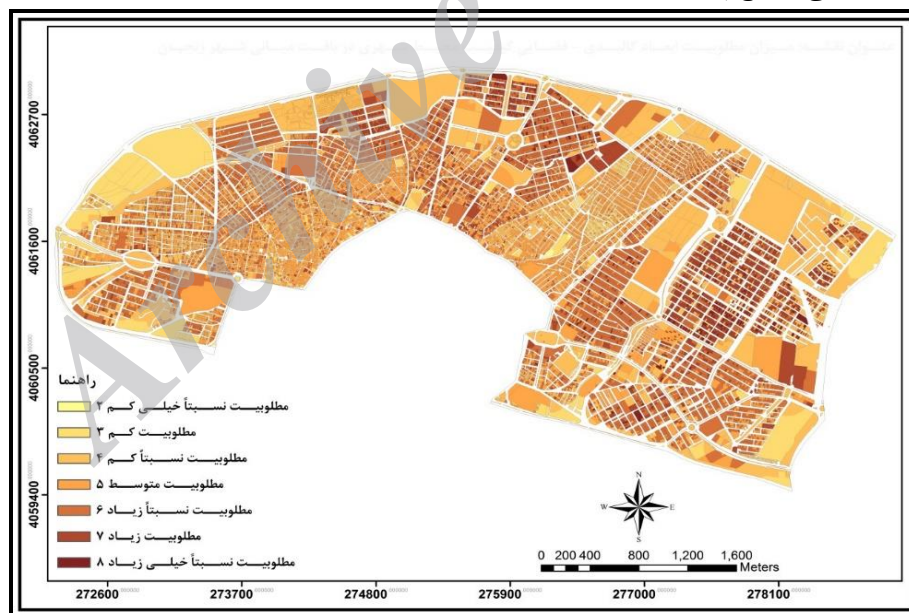 Archive
4062700
4061600
4060500
4059400
راهنما
مطلوبیت نسبتاً خیلی کم ۲
مطلوبیت کم ۳
مطلوبیت نسبتاً کم ۴
مطلوبیت متوسط ۵
مطلوبیت نسبتاً زیاد ۶
مطلوبیت زیاد ۷
مطلوبیت نسبتاً خیلی زیاد ۸
N
W E
S
0 200 400 800 1,200 1,600
Meters
272600 273700 274800 275900 277000 278100